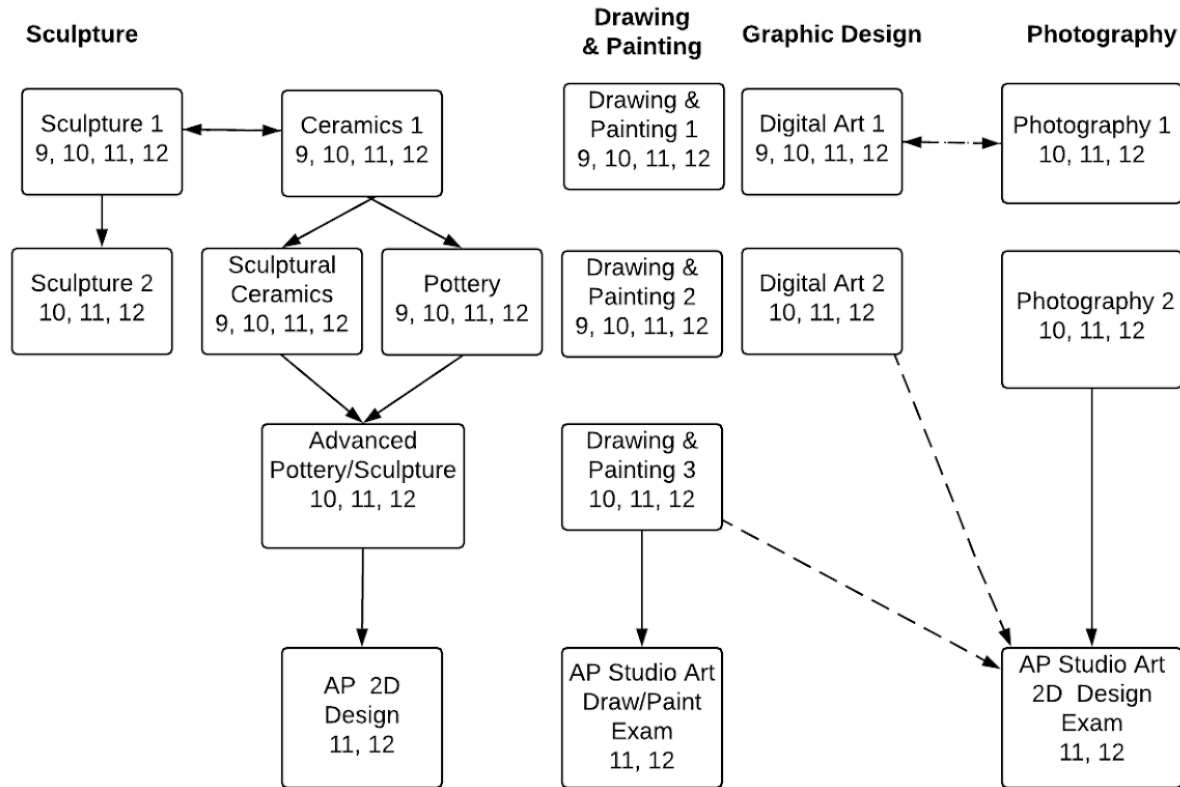 Sculpture
Drawing
& Painting
Graphic Design
Photography
Sculpture 1
9, 10, 11, 12
Ceramics 1
9, 10, 11, 12
Drawing &
Painting 1
9, 10, 11, 12
Digital Art 1
9, 10, 11, 12
Photography 1
10, 11, 12
Sculpture 2
10, 11, 12
Sculptural
Ceramics
9, 10, 11, 12
Pottery
9, 10, 11, 12
Drawing &
Painting 2
9, 10, 11, 12
Digital Art 2
10, 11, 12
Photography 2
10, 11, 12
Advanced
Pottery/Sculpture
10, 11, 12
Drawing &
Painting 3
10, 11, 12
AP 2D
Design
11, 12
AP Studio Art
Draw/Paint
Exam
11, 12
AP Studio Art
2D Design
Exam
11, 12